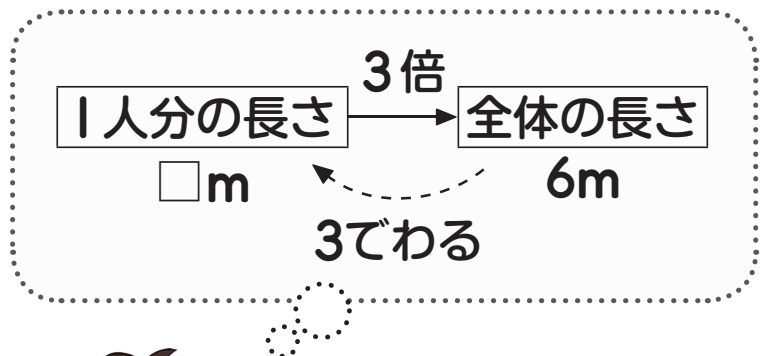 3倍
1人分の長さ
全体の長さ
□m
6m
3でわる